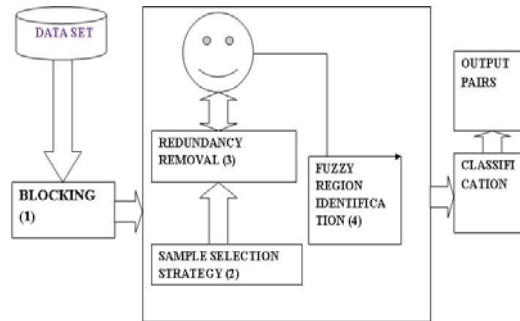 DATA SET
BLOCKING
(1)
REDUNDANCY
REMOVAL (3)
SAMPLE SELECTION
STRATEGY (2)
FUZZY
REGION
IDENTIFICA
TION (4)
OUTPUT
PAIRS
CLASSIFI
CATION